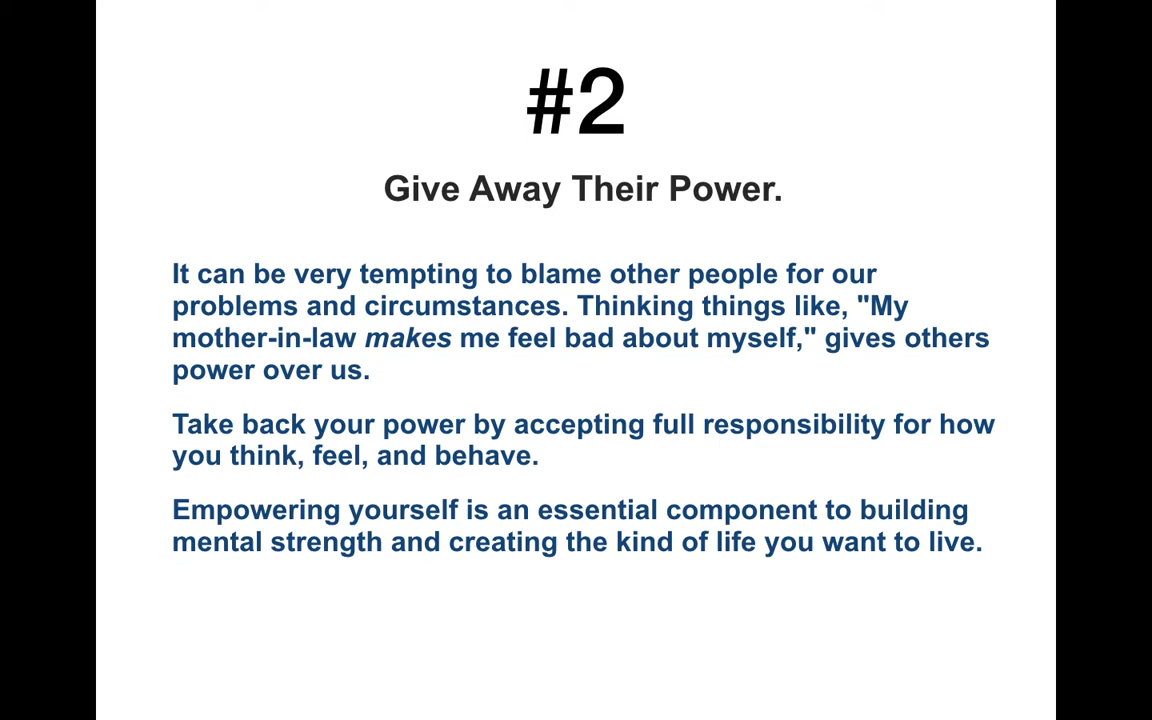 #2
Give Away Their Power.
It can be very tempting to blame other people for our
problems and circumstances. Thinking things like, "My
mother-in-law makes me feel bad about myself," gives others
power over us.
Take back your power by accepting full responsibility for how
you think, feel, and behave.
Empowering yourself is an essential component to building
mental strength and creating the kind of life you want to live.